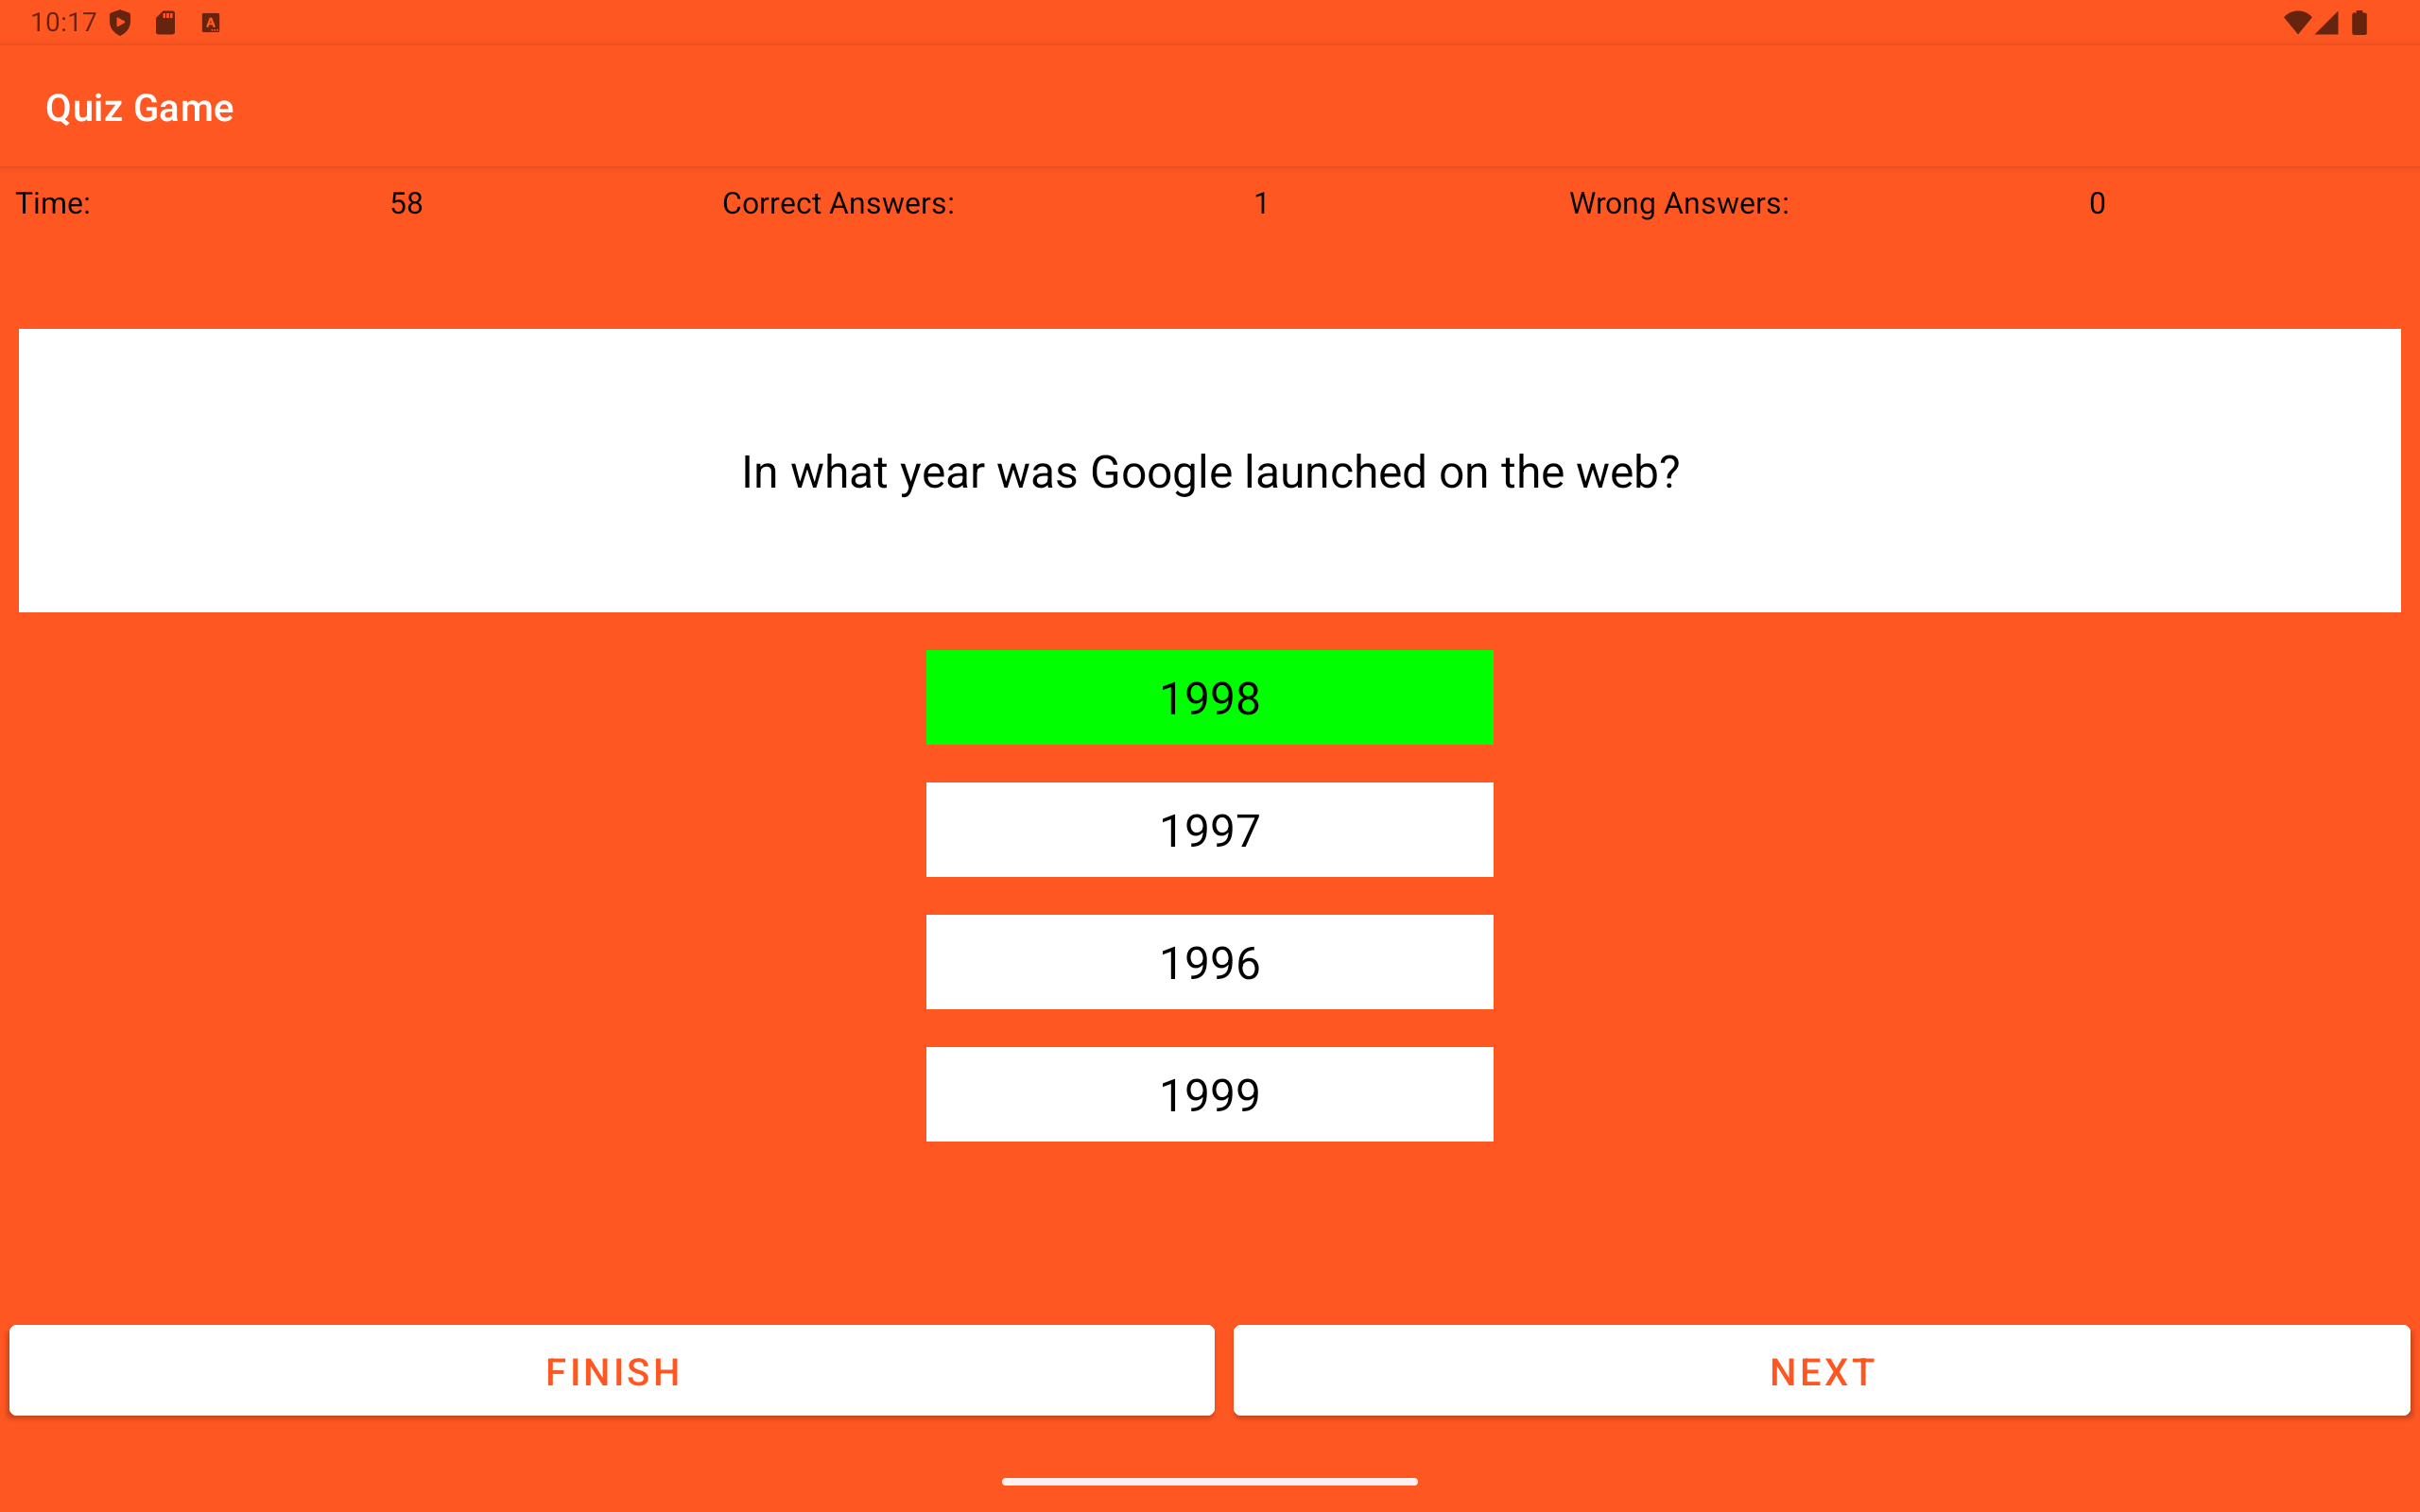 10:17
Quiz Game
Time: 58 Correct Answers: 1 Wrong Answers: 0
In what year was Google launched on the web?
1998
1997
1996
1999
FINISH NEXT